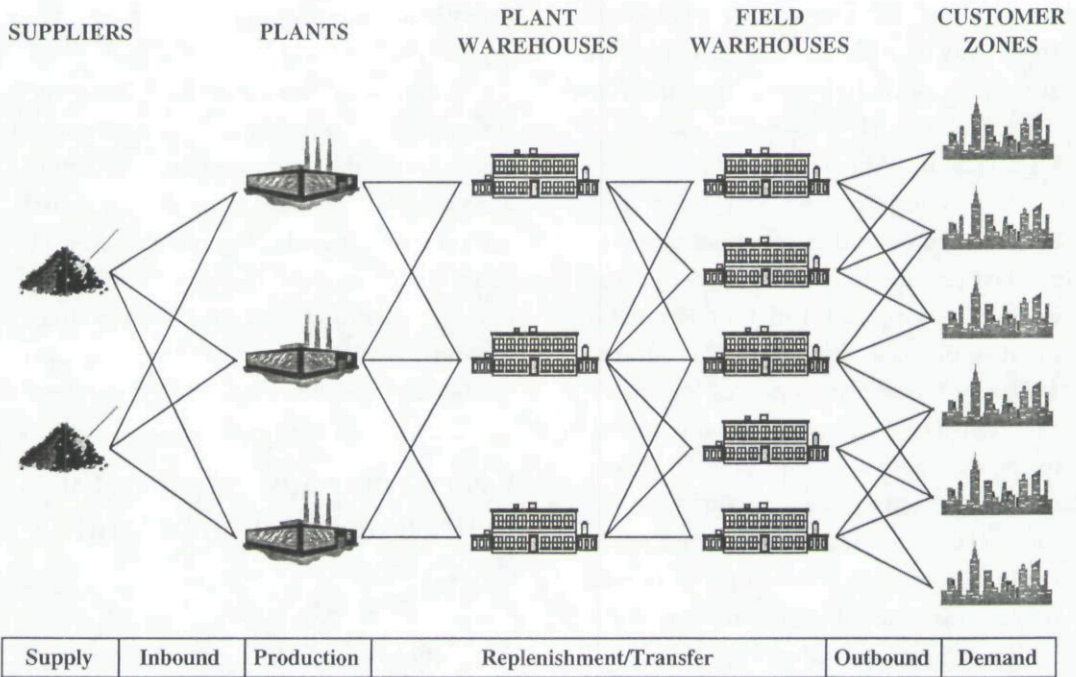 SUPPLIERS
PLANTS
PLANT
WAREHOUSES
FIELD
WAREHOUSES
CUSTOMER
ZONES
Supply
Inbound
Production
Replenishment/Transfer
Outbound
Demand